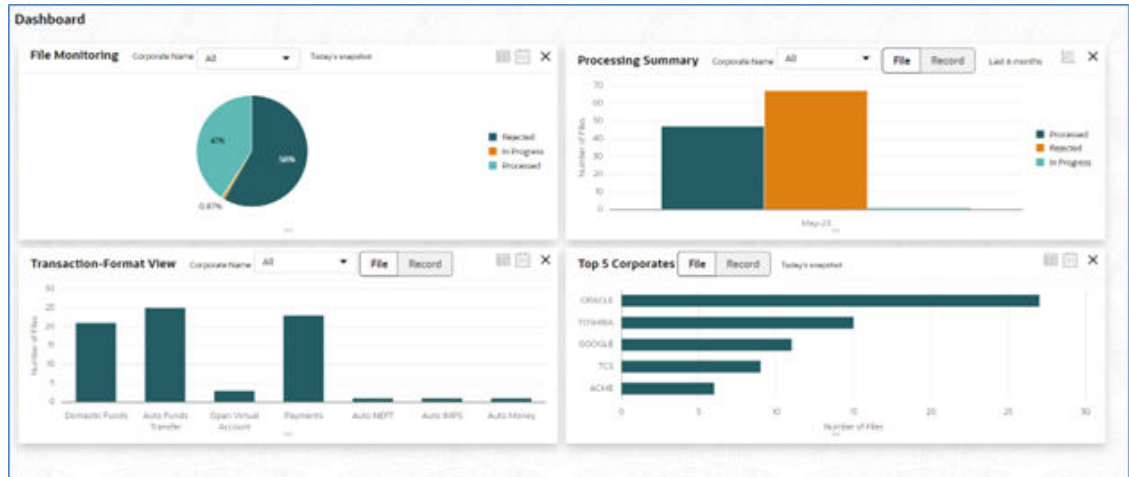 Dashboard
File Monitoring Corporate Name All Today's snapshot
41%
58%
0.87%
Rejected
In Progress
Processed
Processing Summary Corporate Name All File Record Last 6 months
Number of Files
70
60
50
40
30
20
10
0
May-23
Processed
Rejected
In Progress
Transaction-Format View Corporate Name All File Record
Number of Files
30
25
20
15
10
5
0
Domestic Funds
Auto Funds
Transfer
Open Virtual
Account
Payments
Auto NEFT
Auto IMPS
Auto Money
Top 5 Corporates File Record Today's snapshot
ORACLE
TOSHIBA
GOOGLE
TCS
ACME
0 5 10 15 20 25 30
Number of Files